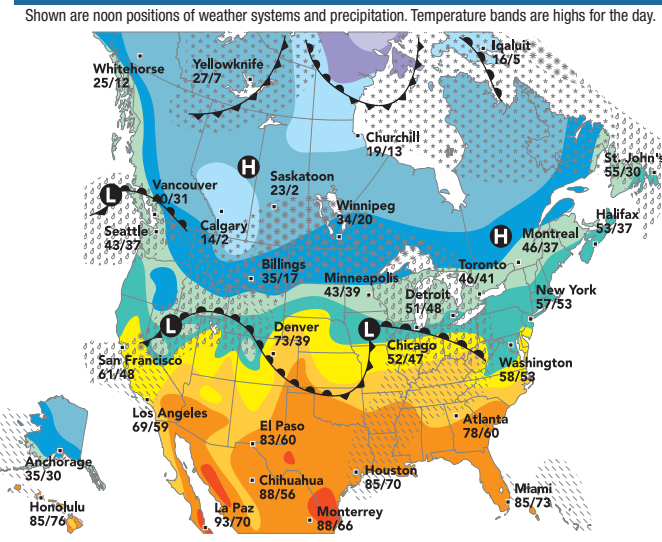 Shown are noon positions of weather systems and precipitation. Temperature bands are highs for the day.
Whitehorse
25/12
Yellowknife
27/7
Iqaluit
16/5
Churchill
19/13
H
Saskatoon
23/2
St. John's
55/30
L
Vancouver
40/31
Winnipeg
34/20
Calgary
14/2
Seattle
43/37
H
Montreal
46/37
Halifax
53/37
Billings
35/17
Minneapolis
43/39
Toronto
46/41
Detroit
51/48
New York
57/53
L
Denver
73/39
L
Chicago
52/47
San Francisco
61/48
Washington
58/53
Los Angeles
69/59
El Paso
83/60
Atlanta
78/60
Anchorage
35/30
Chihuahua
88/56
Houston
85/70
Honolulu
85/76
La Paz
93/70
Monterrey
88/66
Miami
85/73